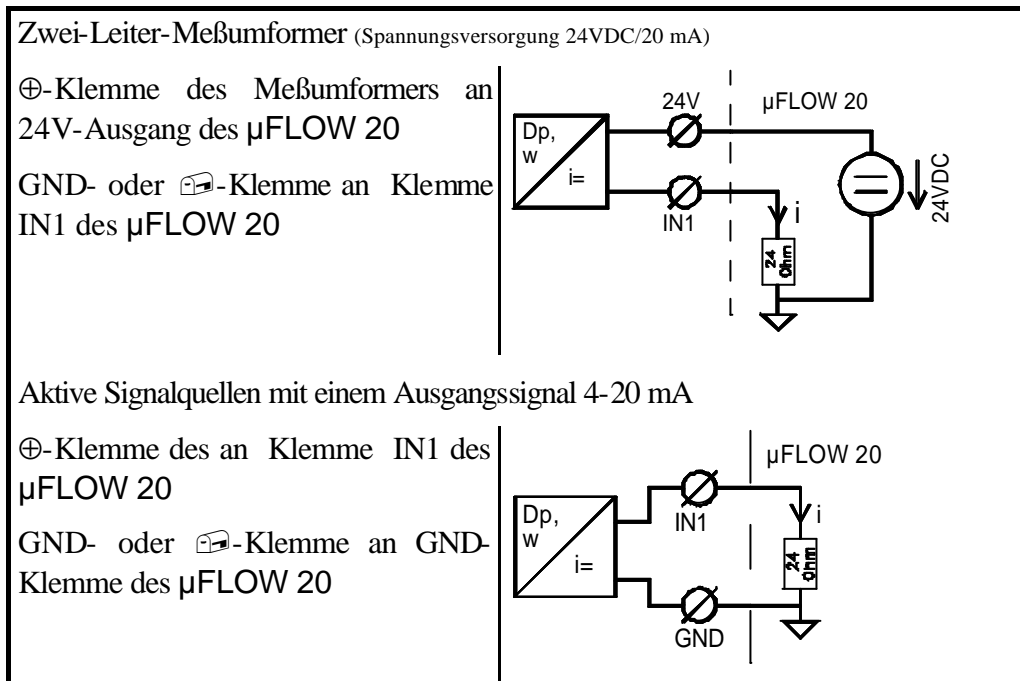 Zwei-Leiter-Meßumformer (Spannungsversorgung 24VDC/20 mA)
⊕-Klemme des Meßumformers an
24V-Ausgang des µFLOW 20
GND- oder -Klemme an Klemme
IN1 des µFLOW 20
24V
µFLOW 20
Dp,
w
i=
IN1
i
24
Ohm
24VDC
Aktive Signalquellen mit einem Ausgangssignal 4-20 mA
⊕-Klemme des an Klemme IN1 des
µFLOW 20
GND- oder -Klemme an GND-
Klemme des µFLOW 20
µFLOW 20
Dp,
w
i=
IN1
i
24
Ohm
GND